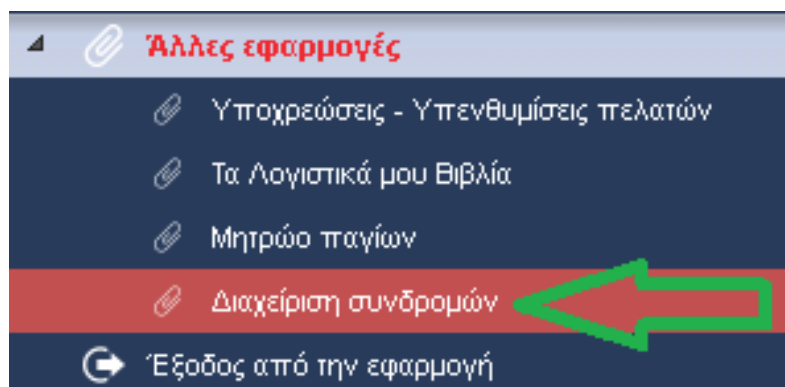 Άλλες εφαρμογές
Υποχρεώσεις - Υπενθυμίσεις πελατών
Τα Λογιστικά μου Βιβλία
Μητρώο παγίων
Διαχείριση συνδρομών
Έξοδος από την εφαρμογή